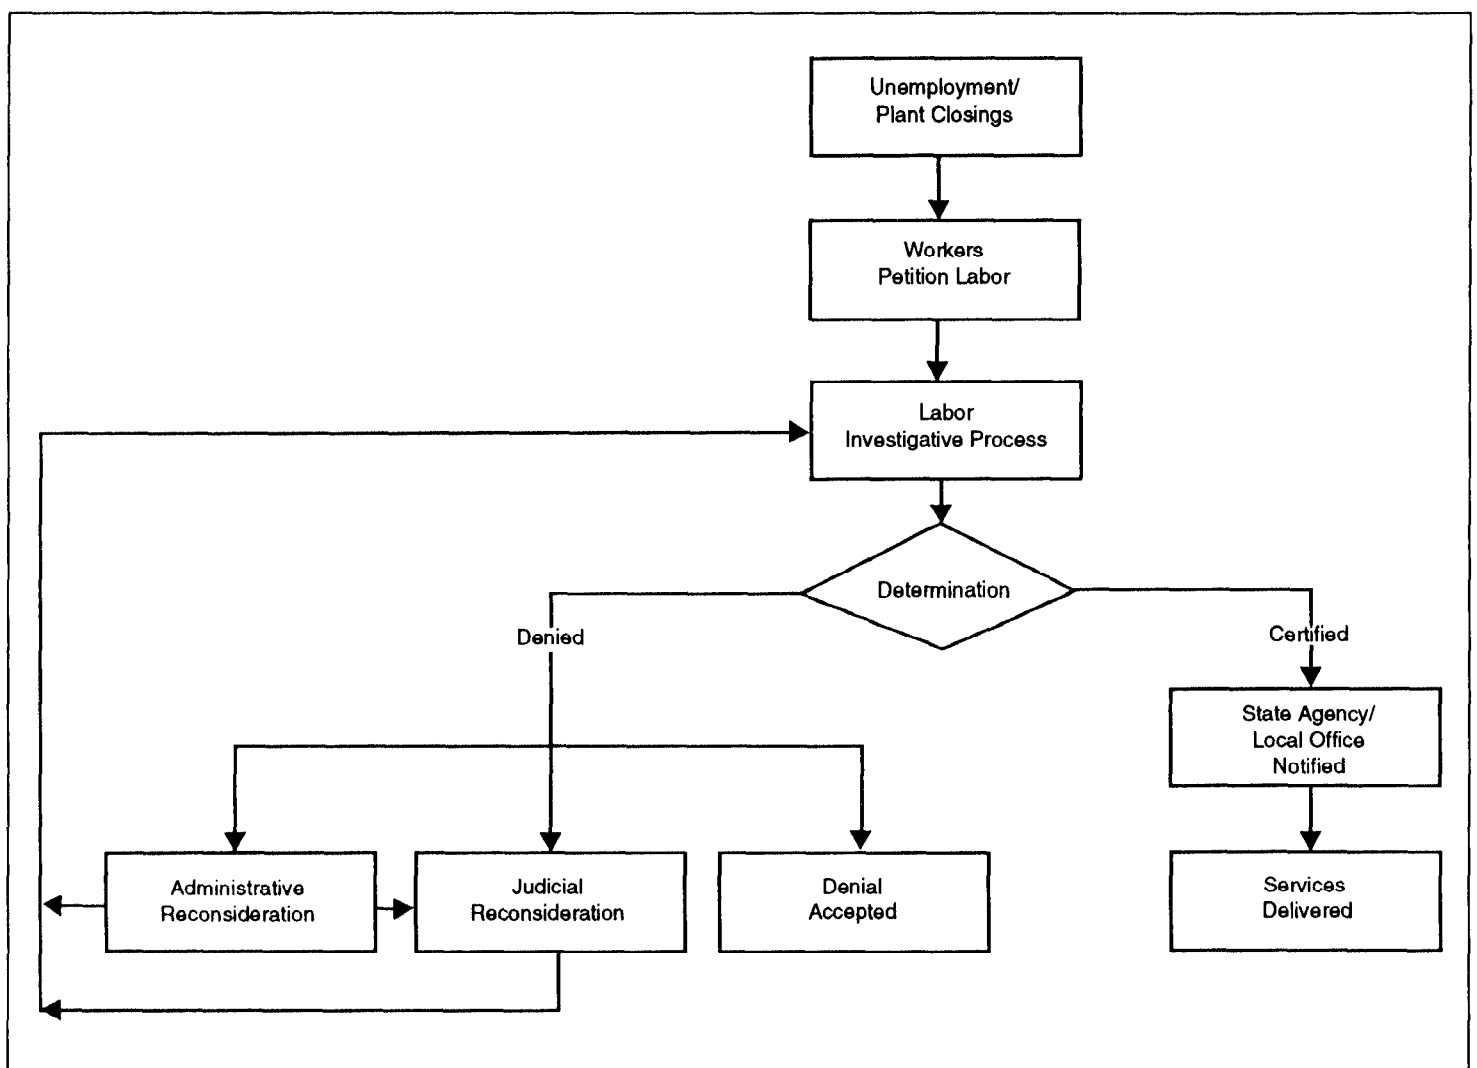 Unemployment/
Plant Closings
Workers
Petition Labor
Labor
Investigative Process
Determination
Denied
Certified
State Agency/
Local Office
Notified
Administrative
Reconsideration
Judicial
Reconsideration
Denial
Accepted
Services
Delivered